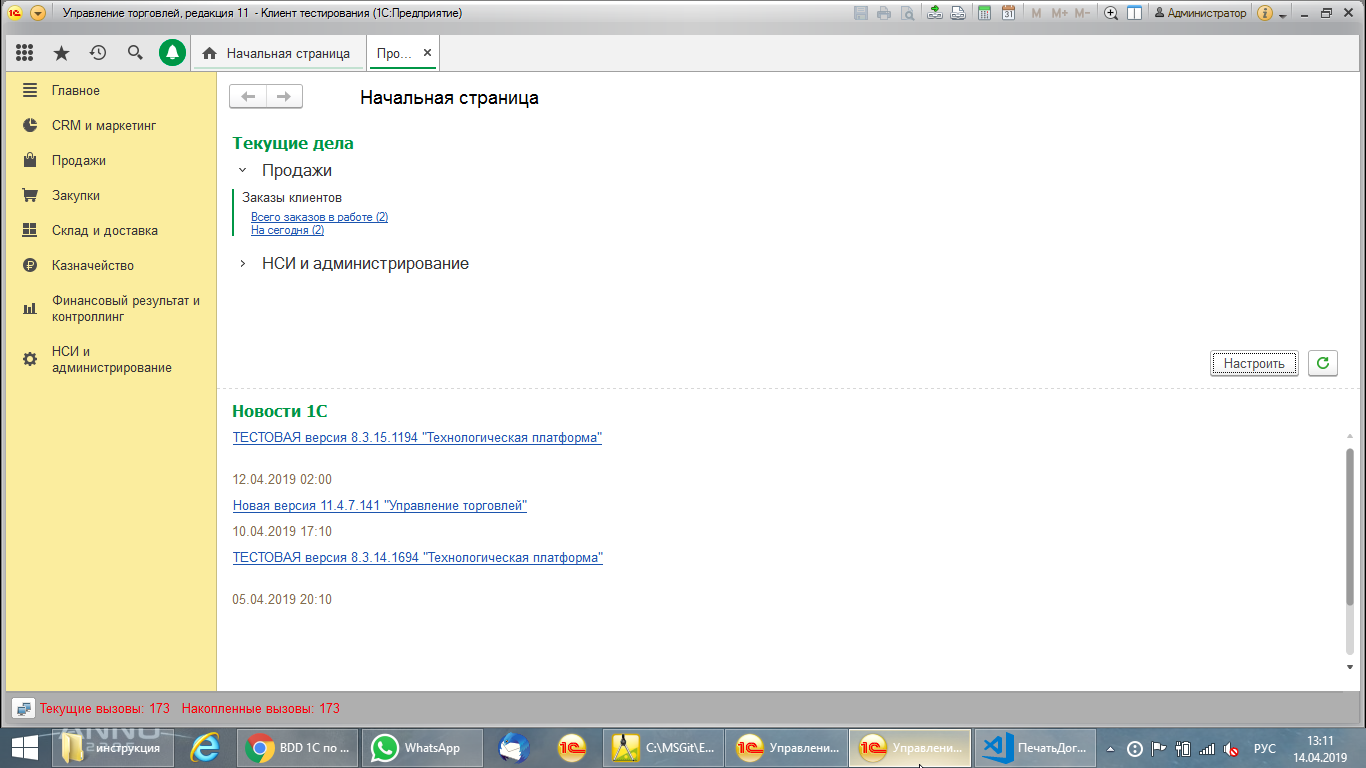 Управление торговлей, редакция 11 - Клиент тестирования (1С:Предприятие)
M M+ M- Администратор
Начальная страница
Про...
Главное
CRM и маркетинг
Продажи
Закупки
Склад и доставка
Казначейство
Финансовый результат и
контроллинг
НСИ и
администрирование
Начальная страница
Текущие дела
Продажи
Заказы клиентов
Всего заказов в работе (2)
На сегодня (2)
НСИ и администрирование
Настроить
Новости 1С
ТЕСТОВАЯ версия 8.3.15.1194 "Технологическая платформа"
12.04.2019 02:00
Новая версия 11.4.7.141 "Управление торговлей"
10.04.2019 17:10
ТЕСТОВАЯ версия 8.3.14.1694 "Технологическая платформа"
05.04.2019 20:10
Текущие вызовы: 173 Накопленные вызовы: 173
инструкция
BDD 1С по ...
WhatsApp
C:\MSGit\E...
Управлени...
Управлени...
ПечатьДог...
РУС
13:11
14.04.2019